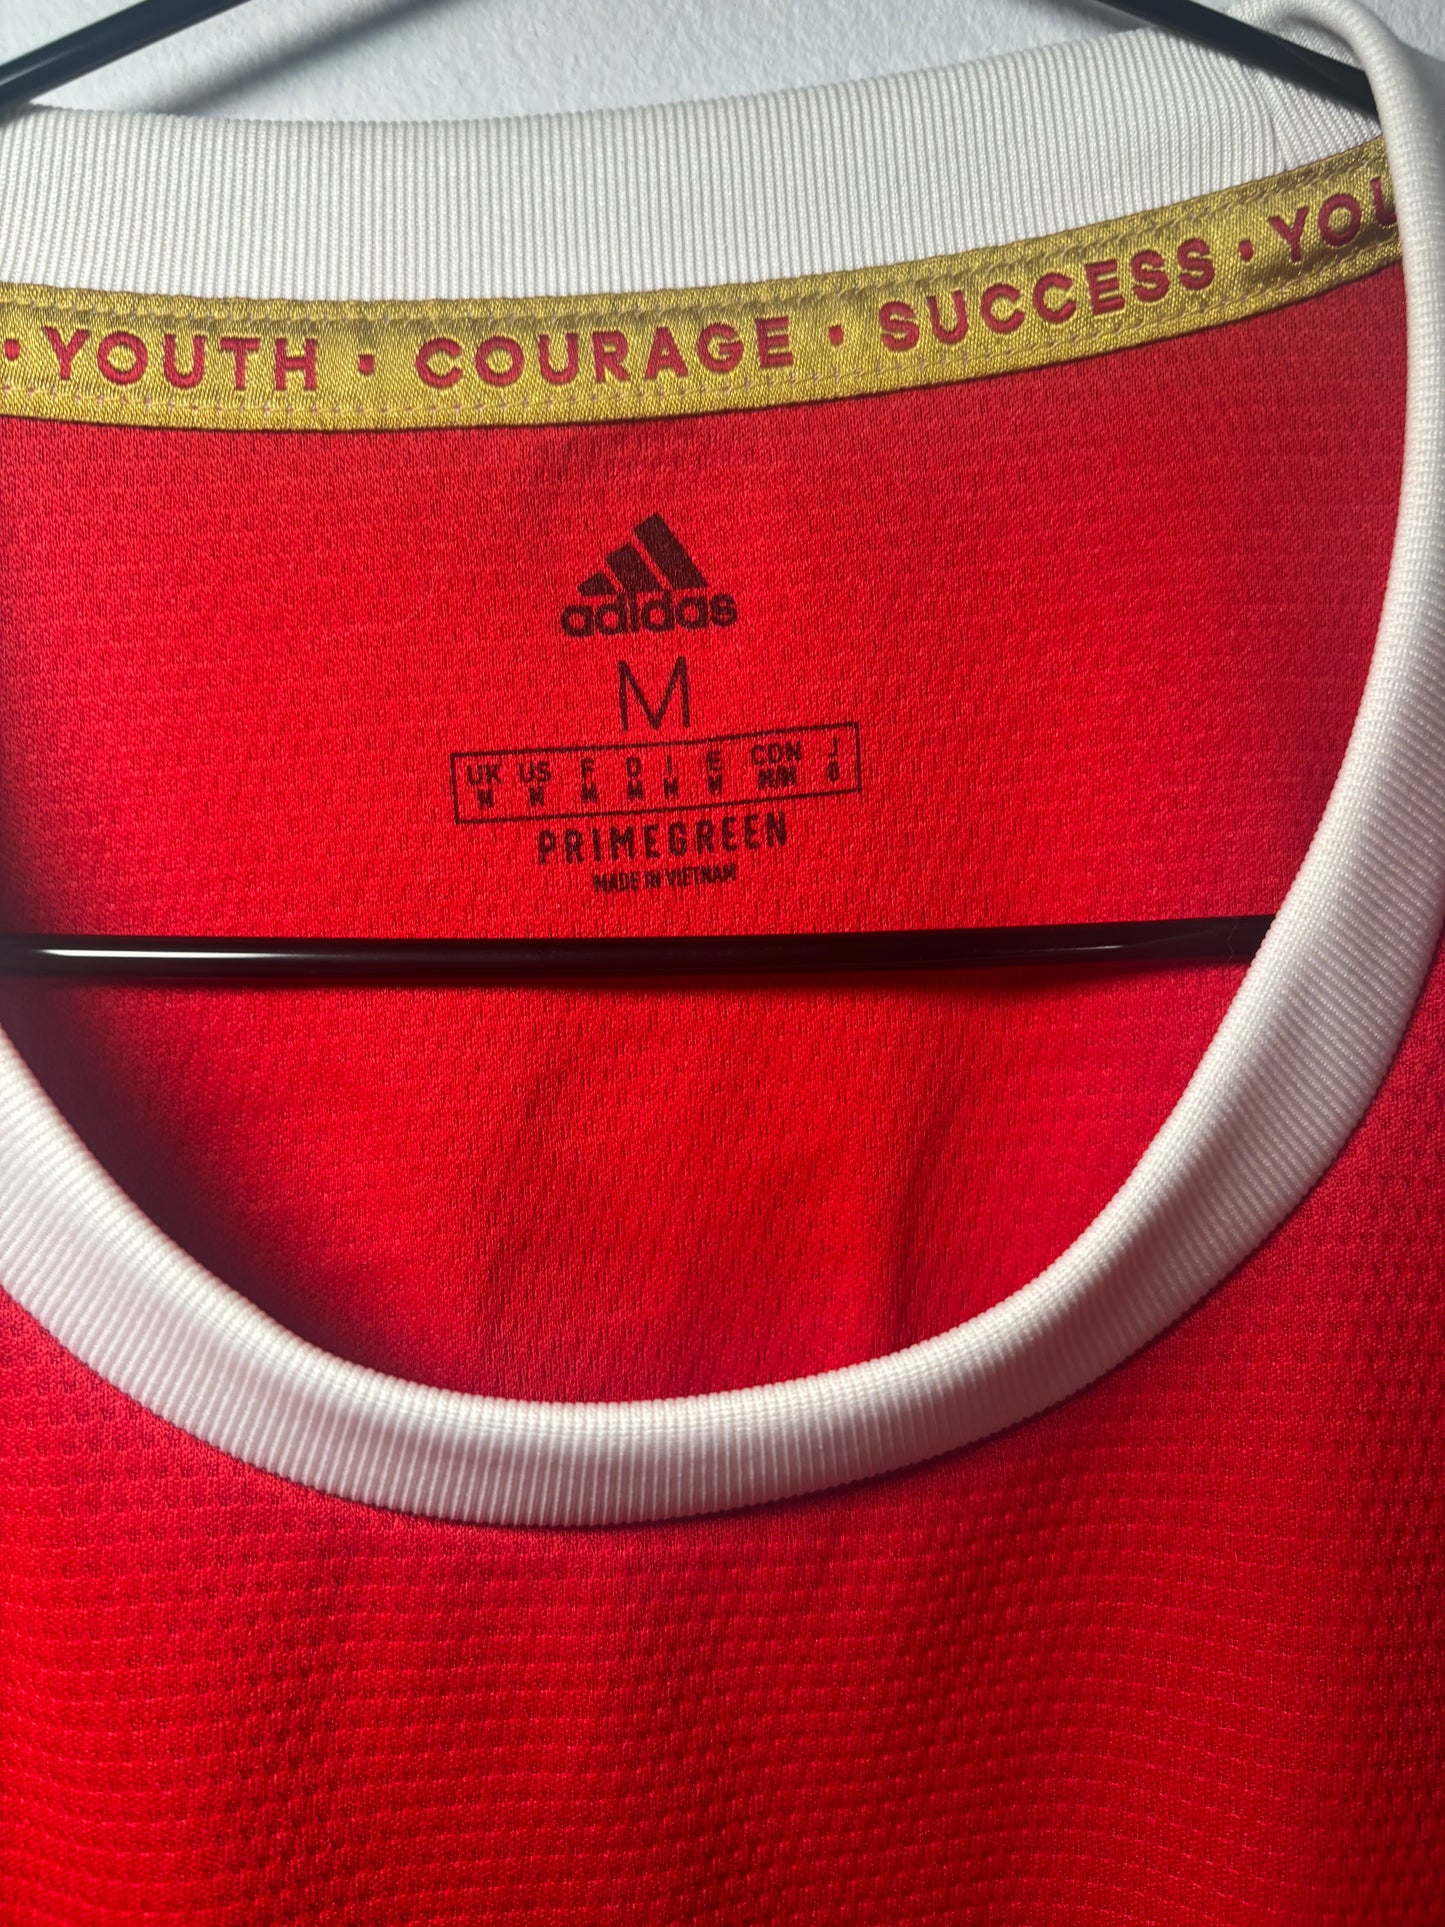 • YOUTH • COURAGE • SUCCESS • YOU
adidas
M
UK US F D I E CDN J
M M M M M M M/M O
PRIMEGREEN
MADE IN VIETNAM